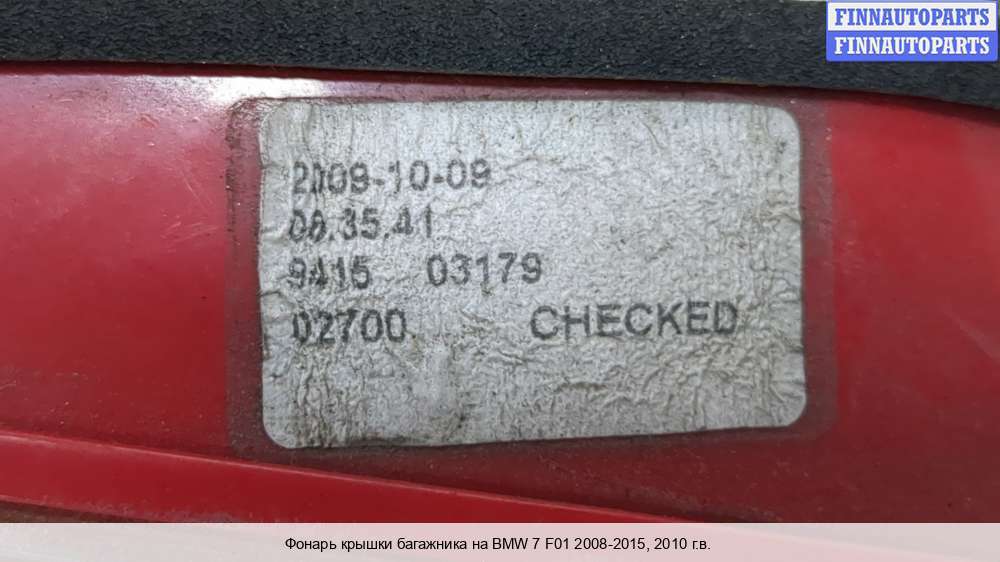 FINNAUTOPARTS
FINNAUTOPARTS
2009-10-09
08.35.41
9415 03179
02700 CHECKED
Фонарь крышки багажника на BMW 7 F01 2008-2015, 2010 г.в.